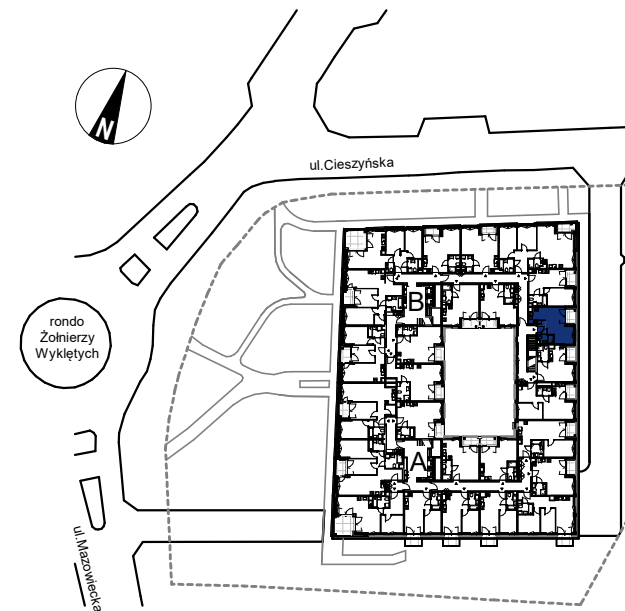 N
ul.Cieszyńska
B
rondo
Żołnierzy
Wyklętych
A
ul.Mazowiecka